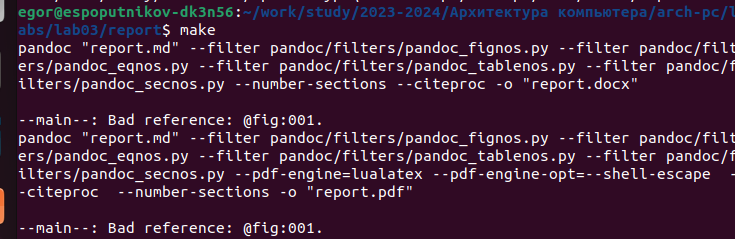 egor@espoputnikov-dk3n56:~/work/study/2023-2024/Архитектура компьютера/arch-pc/l
abs/lab03/report$ make
pandoc "report.md" --filter pandoc/filters/pandoc_fignos.py --filter pandoc/filt
ers/pandoc_eqnos.py --filter pandoc/filters/pandoc_tablenos.py --filter pandoc/f
ilters/pandoc_secnos.py --number-sections --citeproc -o "report.docx"

--main--: Bad reference: @fig:001.
pandoc "report.md" --filter pandoc/filters/pandoc_fignos.py --filter pandoc/filt
ers/pandoc_eqnos.py --filter pandoc/filters/pandoc_tablenos.py --filter pandoc/f
ilters/pandoc_secnos.py --pdf-engine=lualatex --pdf-engine-opt=--shell-escape  -
-citeproc  --number-sections -o "report.pdf"

--main--: Bad reference: @fig:001.